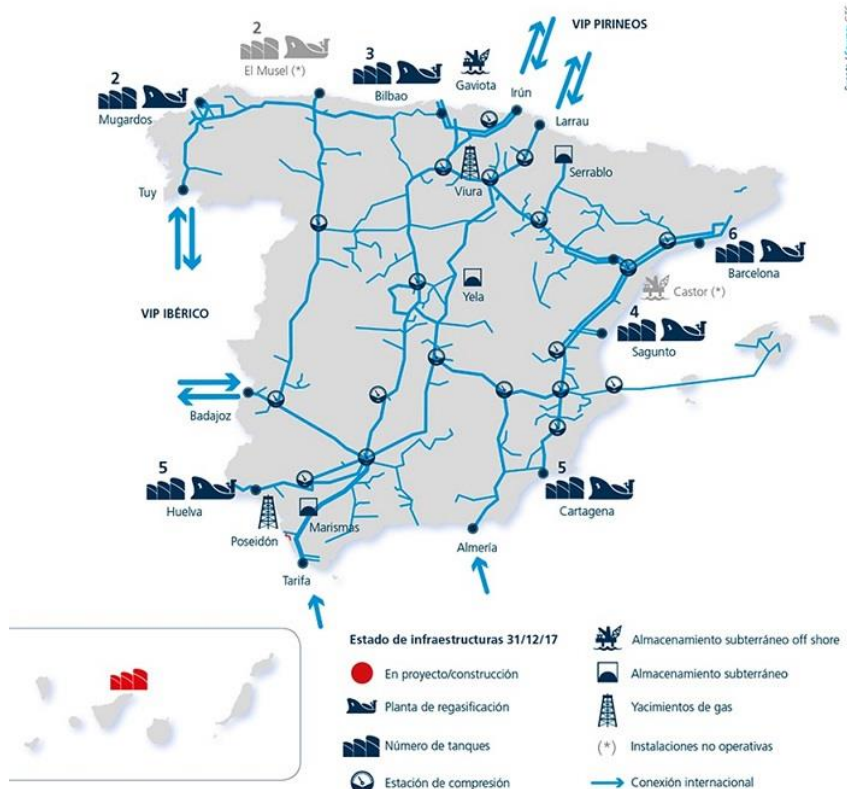 2
El Musel (*)
3
Bilbao
Gaviota
Irún
VIP PIRINEOS
2
Mugardos
Larrau
Viura
Serrablo
Tuy
6
Barcelona
Castor (*)
Yela
VIP IBÉRICO
4
Sagunto
Badajoz
5
Huelva
5
Cartagena
Poseidón
Marismas
Almería
Tarifa
Estado de infraestructuras 31/12/17
En proyecto/construcción
Planta de regasificación
Número de tanques
Estación de compresión
Almacenamiento subterráneo off shore
Almacenamiento subterráneo
Yacimientos de gas
(*) Instalaciones no operativas
Conexión internacional